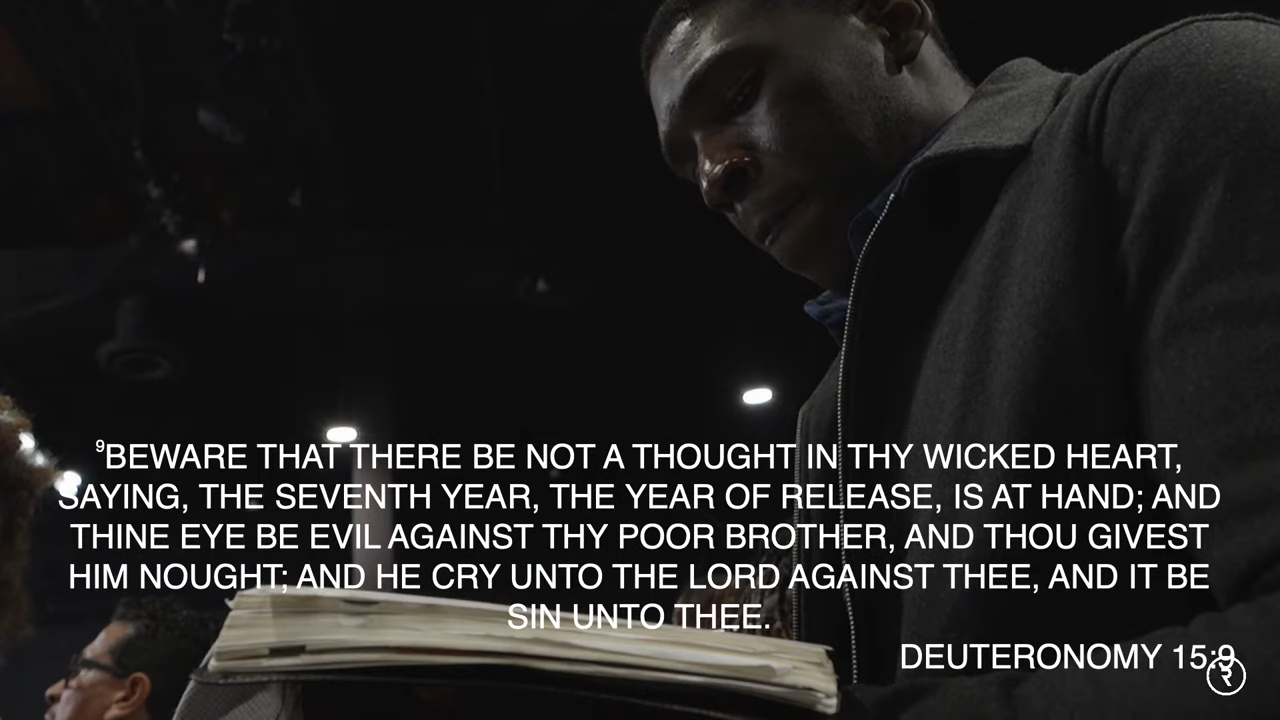 ⁹BEWARE THAT THERE BE NOT A THOUGHT IN THY WICKED HEART,
SAYING, THE SEVENTH YEAR, THE YEAR OF RELEASE, IS AT HAND; AND
THINE EYE BE EVIL AGAINST THY POOR BROTHER, AND THOU GIVEST
HIM NOUGHT; AND HE CRY UNTO THE LORD AGAINST THEE, AND IT BE
SIN UNTO THEE.
DEUTERONOMY 15:9